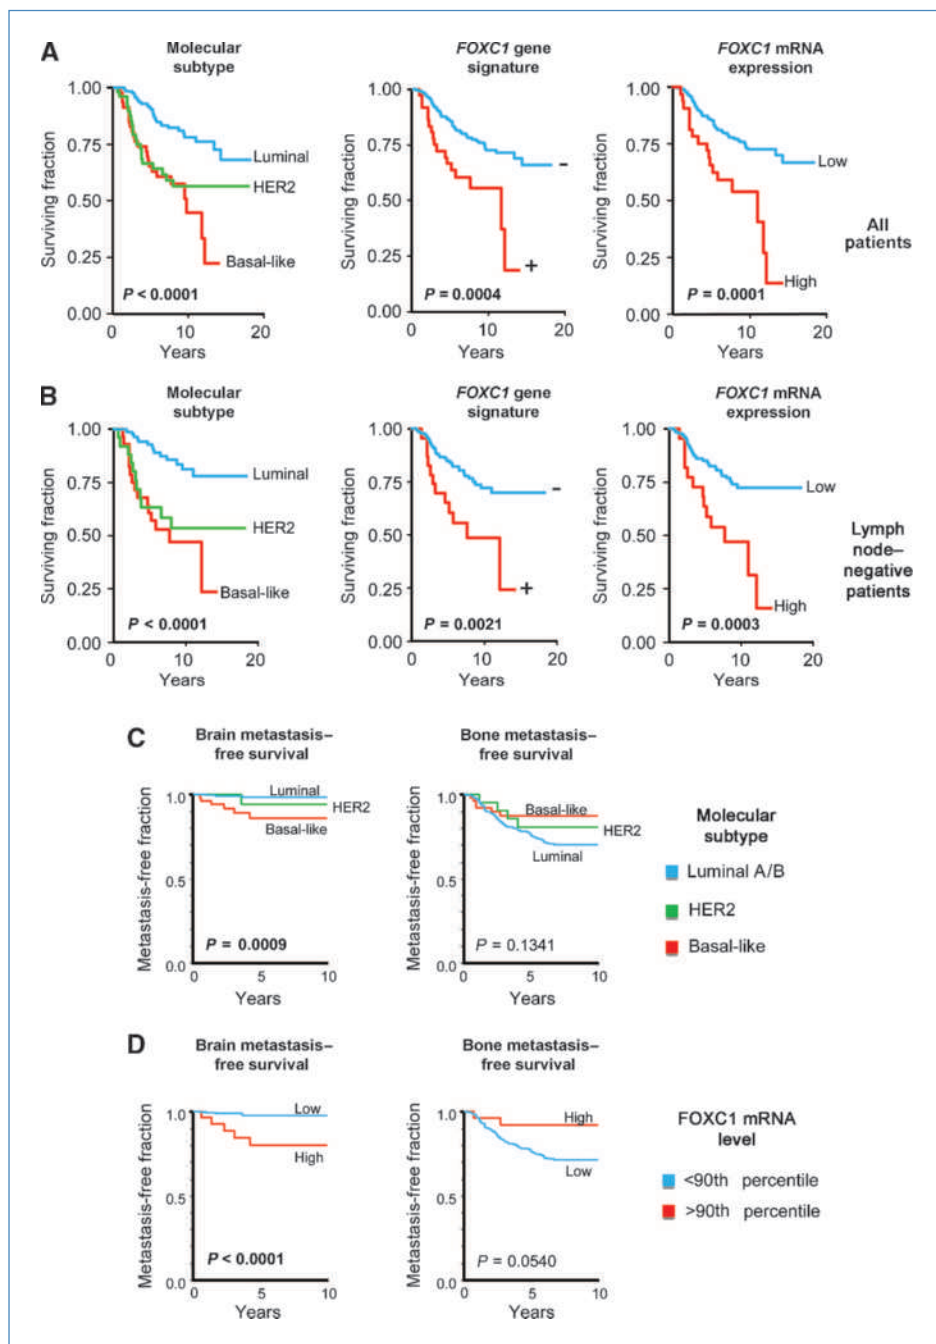 A
Molecular
subtype
FOXC1 gene
signature
FOXC1 mRNA
expression
Surviving fraction
1.00
0.75
0.50
0.25
0.00
Luminal
HER2
Basal-like
P < 0.0001
0 10 20
Years
Surviving fraction
1.00
0.75
0.50
0.25
0.00
–
+
P = 0.0004
0 10 20
Years
Surviving fraction
1.00
0.75
0.50
0.25
0.00
Low
High
P = 0.0001
0 10 20
Years
All
patients
B
Molecular
subtype
FOXC1 gene
signature
FOXC1 mRNA
expression
Surviving fraction
1.00
0.75
0.50
0.25
0.00
Luminal
HER2
Basal-like
P < 0.0001
0 10 20
Years
Surviving fraction
1.00
0.75
0.50
0.25
0.00
–
+
P = 0.0021
0 10 20
Years
Surviving fraction
1.00
0.75
0.50
0.25
0.00
Low
High
P = 0.0003
0 10 20
Years
Lymph
node–
negative
patients
C
Brain metastasis–
free survival
Bone metastasis–
free survival
Metastasis-free fraction
1.0
0.5
0.0
Luminal
HER2
Basal-like
P = 0.0009
0 5 10
Years
Metastasis-free fraction
1.0
0.5
0.0
Basal-like
HER2
Luminal
P = 0.1341
0 5 10
Years
Molecular
subtype
Luminal A/B
HER2
Basal-like
D
Brain metastasis–
free survival
Bone metastasis–
free survival
Metastasis-free fraction
1.0
0.5
0.0
Low
High
P < 0.0001
0 5 10
Years
Metastasis-free fraction
1.0
0.5
0.0
High
Low
P = 0.0540
0 5 10
Years
FOXC1 mRNA
level
<90th percentile
>90th percentile